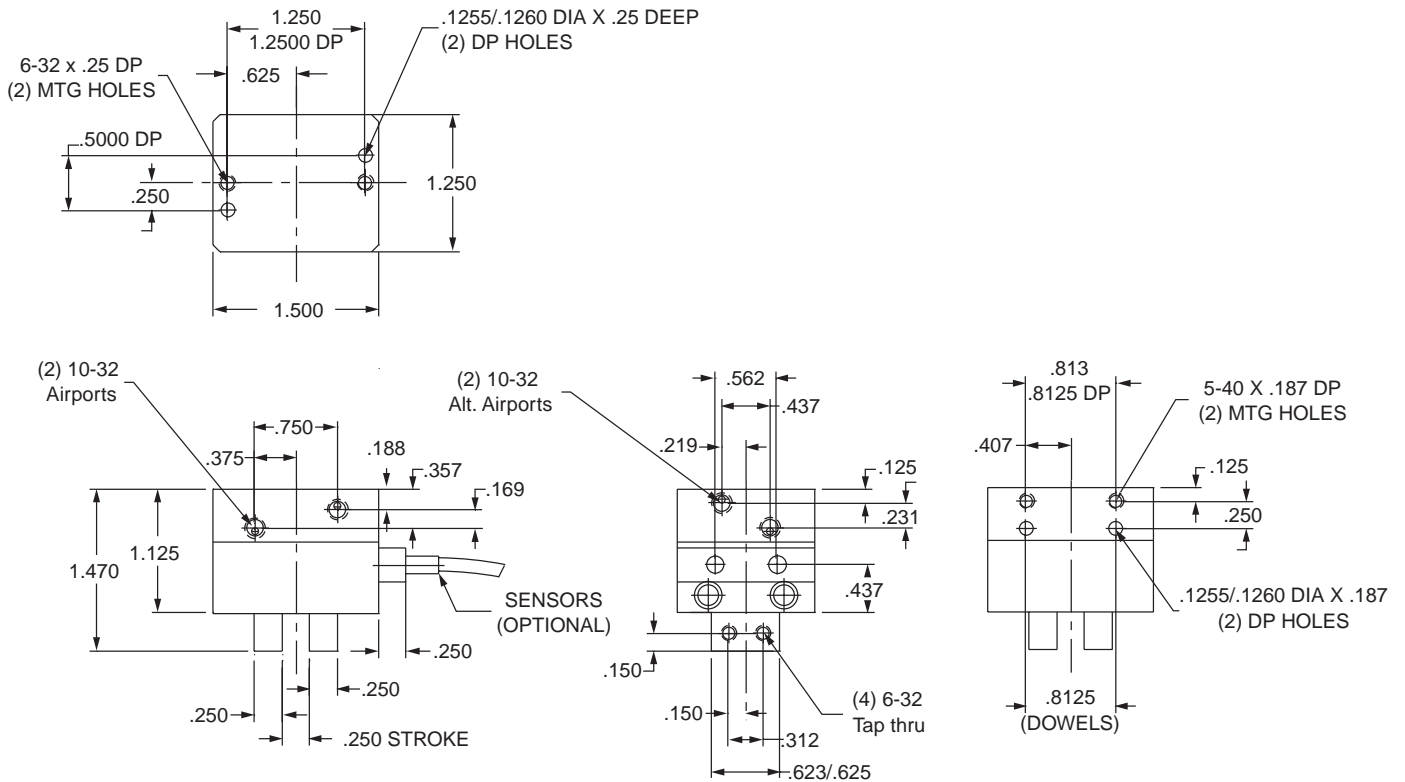 1.250
1.2500 DP
.1255/.1260 DIA X .25 DEEP
(2) DP HOLES
6-32 x .25 DP
(2) MTG HOLES
.625
.5000 DP
.250
1.250
1.500
(2) 10-32
Airports
.750
.375
.188
.357
.169
1.125
1.470
SENSORS
(OPTIONAL)
.250
.250
.250
.250 STROKE
(2) 10-32
Alt. Airports
.562
.437
.219
.125
.231
.437
.150
.150
.312
.623/.625
(4) 6-32
Tap thru
.813
.8125 DP
5-40 X .187 DP
(2) MTG HOLES
.407
.125
.250
.1255/.1260 DIA X .187
(2) DP HOLES
.8125
(DOWELS)